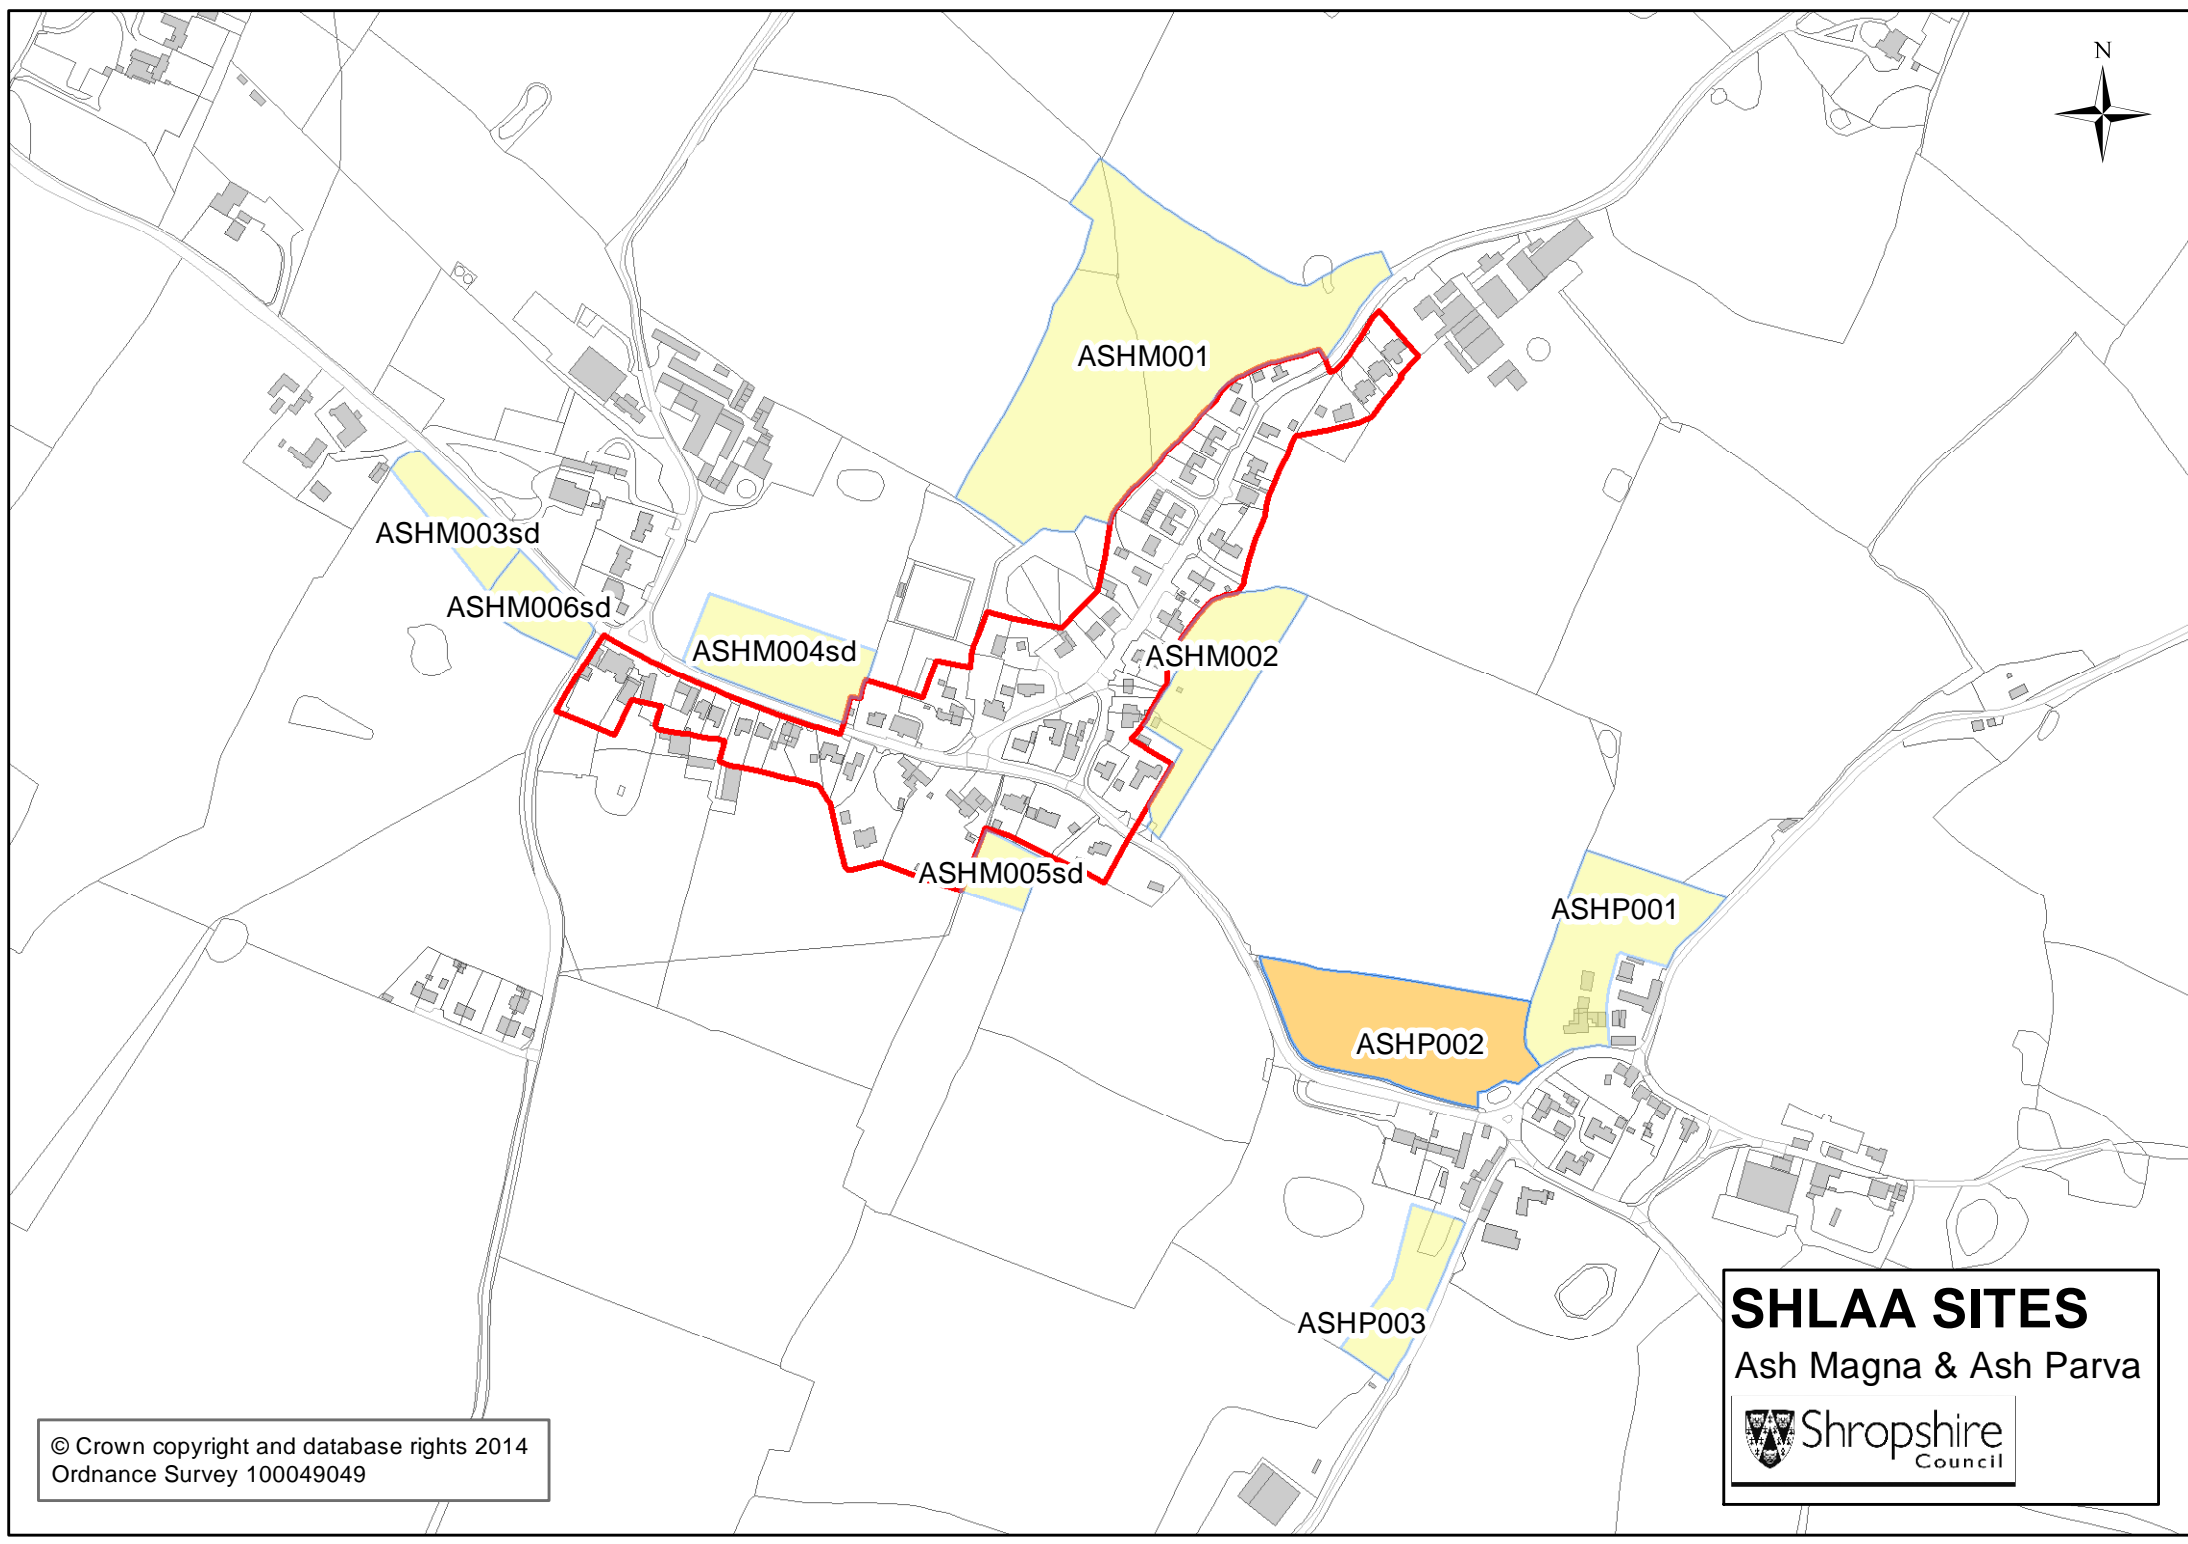 N
ASHM001
ASHM003sd
ASHM006sd
ASHM004sd
ASHM002
ASHM005sd
ASHP001
ASHP002
ASHP003
SHLAA SITES
Ash Magna & Ash Parva
Shropshire
Council
© Crown copyright and database rights 2014
Ordnance Survey 100049049